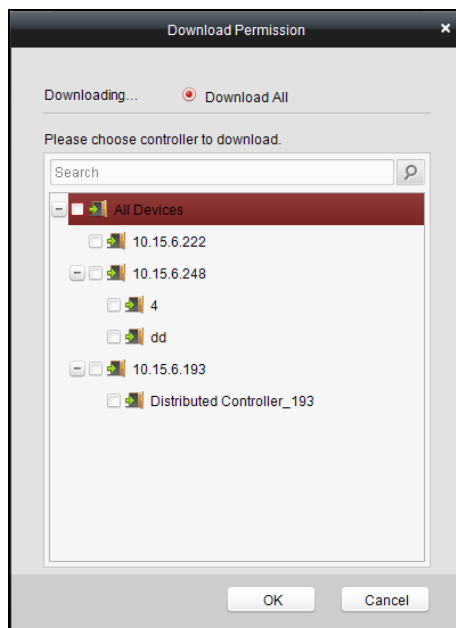 Download Permission
Downloading... Download All
Please choose controller to download.
Search
All Devices
10.15.6.222
10.15.6.248
4
dd
10.15.6.193
Distributed Controller_193
OK Cancel